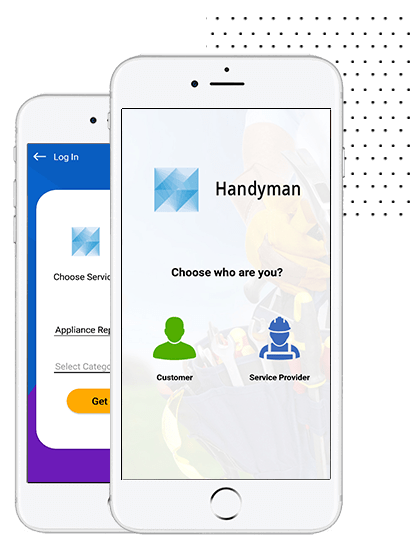 Log In
Choose Servic
Appliance Rep
Select Catego
Get
Handyman
Choose who are you?
Customer
Service Provider